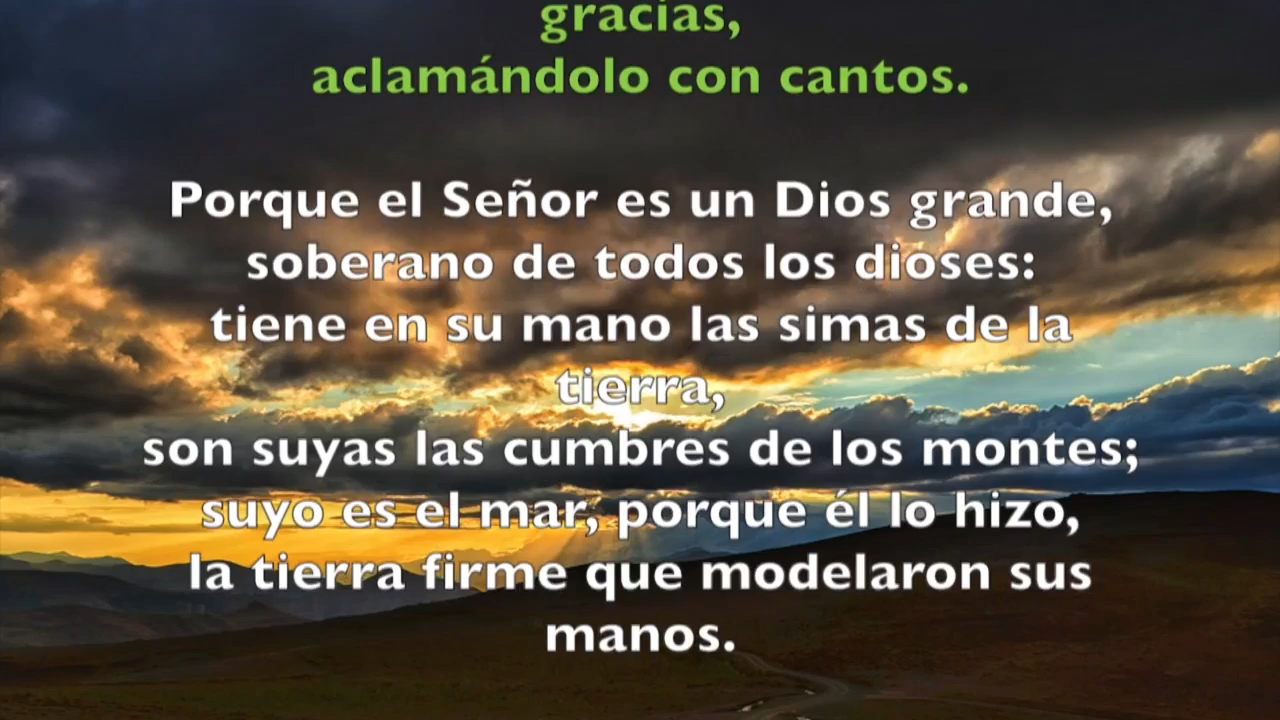 gracias,
aclamándolo con cantos.
Porque el Señor es un Dios grande,
soberano de todos los dioses:
tiene en su mano las simas de la
tierra,
son suyas las cumbres de los montes;
suyo es el mar, porque él lo hizo,
la tierra firme que modelaron sus
manos.